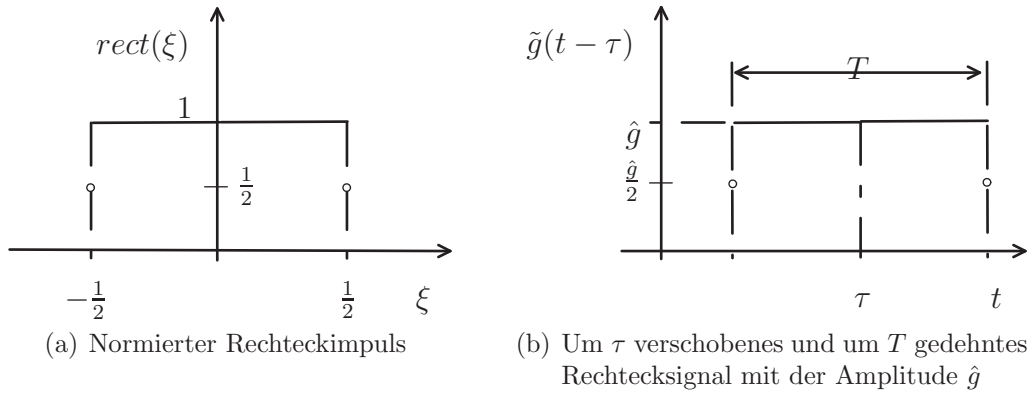 rect(ξ)
1
1/2
−1/2
1/2
ξ
(a) Normierter Rechteckimpuls
g̃(t − τ)
T
ĝ
ĝ/2
τ
t
(b) Um τ verschobenes und um T gedehntes
Rechtecksignal mit der Amplitude ĝ